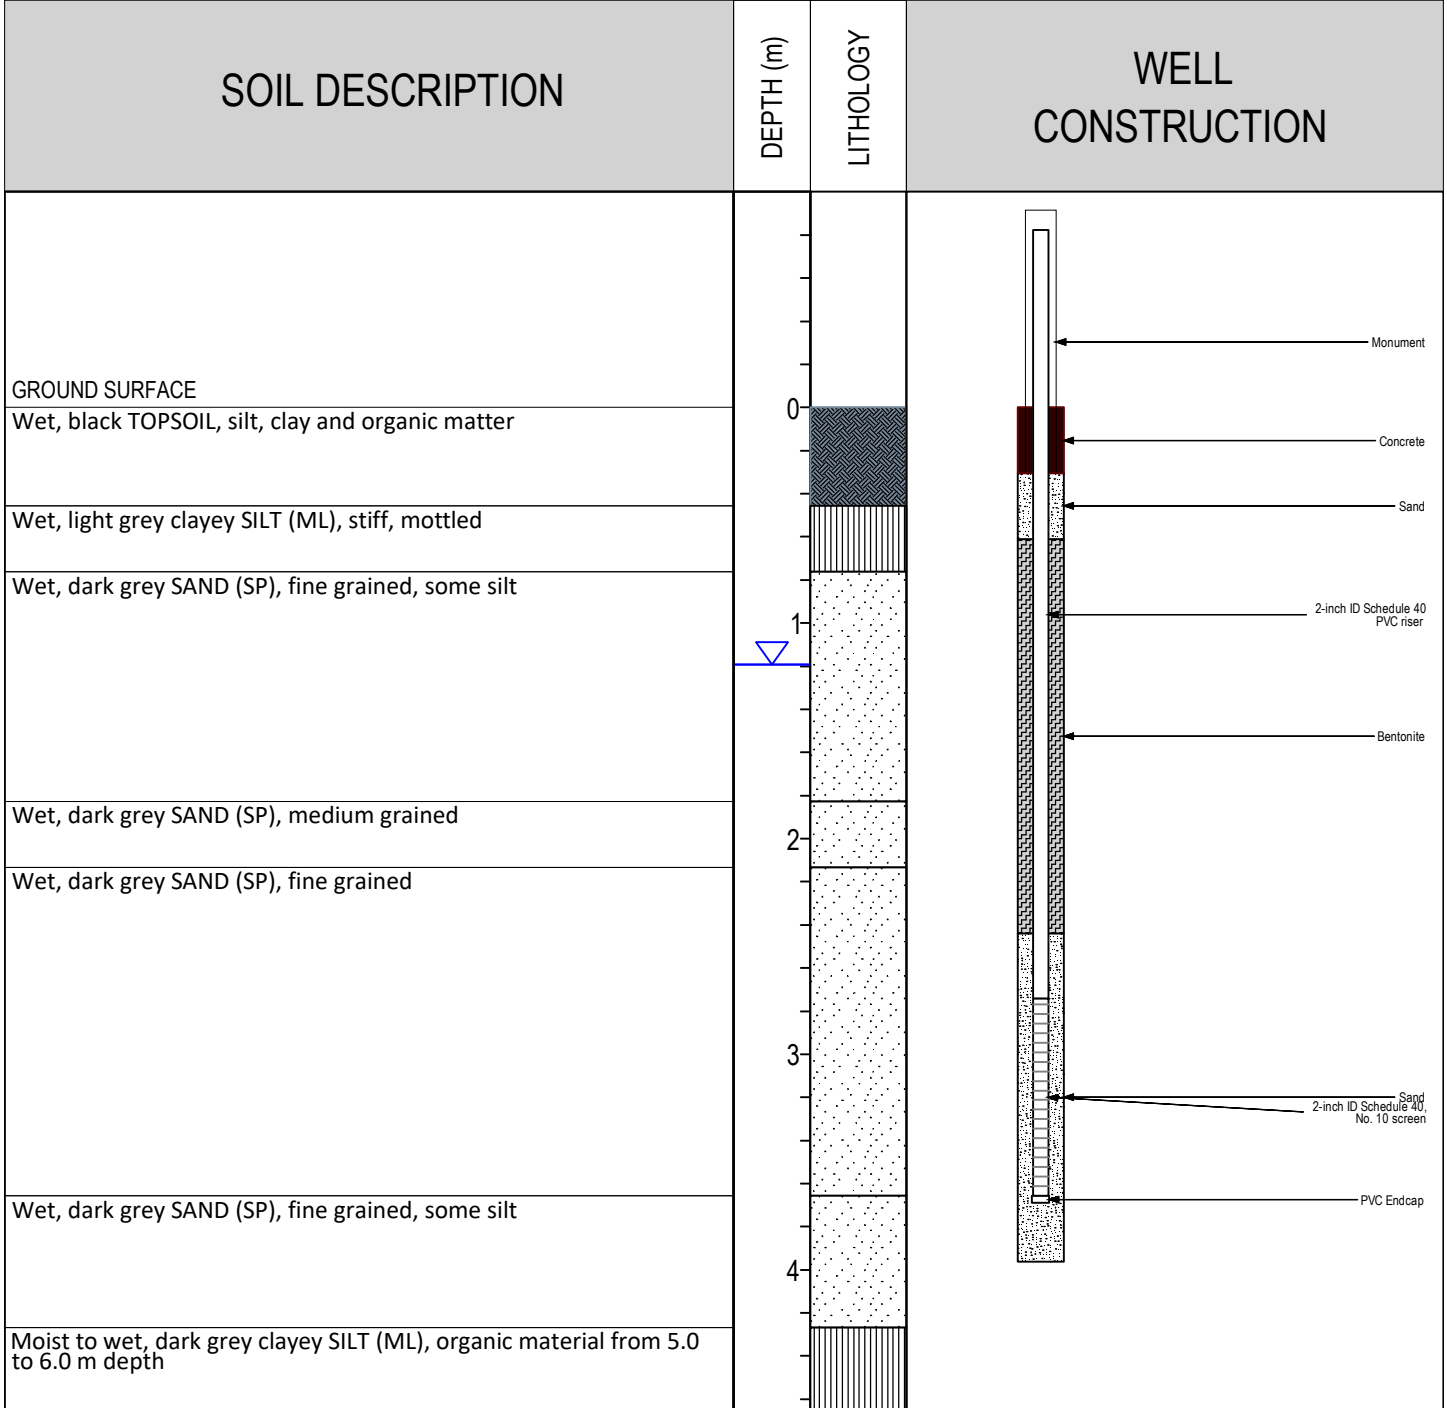 SOIL DESCRIPTION
DEPTH (m)
LITHOLOGY
WELL
CONSTRUCTION
Monument
GROUND SURFACE
0
Wet, black TOPSOIL, silt, clay and organic matter
Concrete
Sand
Wet, light grey clayey SILT (ML), stiff, mottled
Wet, dark grey SAND (SP), fine grained, some silt
2-inch ID Schedule 40
PVC riser
1
Bentonite
Wet, dark grey SAND (SP), medium grained
2
Wet, dark grey SAND (SP), fine grained
3
Sand
2-inch ID Schedule 40,
No. 10 screen
PVC Endcap
Wet, dark grey SAND (SP), fine grained, some silt
4
Moist to wet, dark grey clayey SILT (ML), organic material from 5.0
to 6.0 m depth